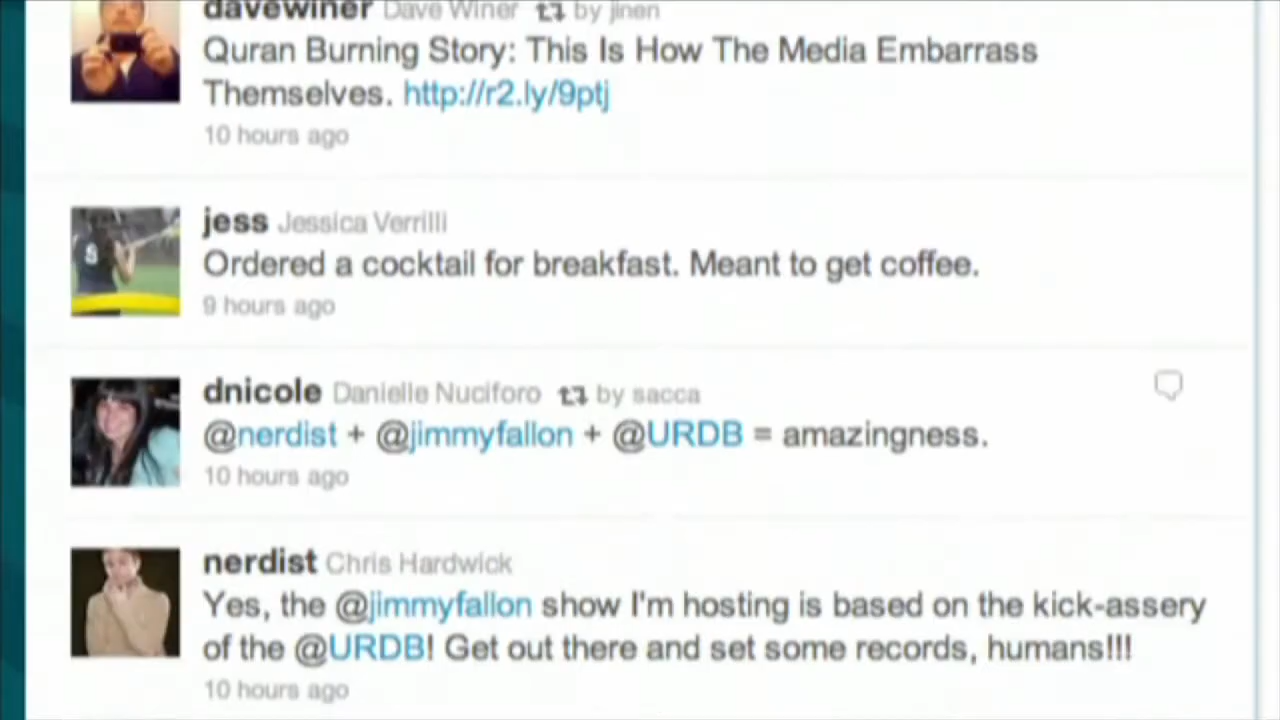 davewiner Dave Winer by jinen
Quran Burning Story: This Is How The Media Embarrass
Themselves. http://r2.ly/9ptj
10 hours ago
jess Jessica Verrilli
Ordered a cocktail for breakfast. Meant to get coffee.
9 hours ago
dnicole Danielle Nuciforo by sacca
@nerdist + @jimmyfallon + @URDB = amazingness.
10 hours ago
nerdist Chris Hardwick
Yes, the @jimmyfallon show I'm hosting is based on the kick-assery
of the @URDB! Get out there and set some records, humans!!!
10 hours ago